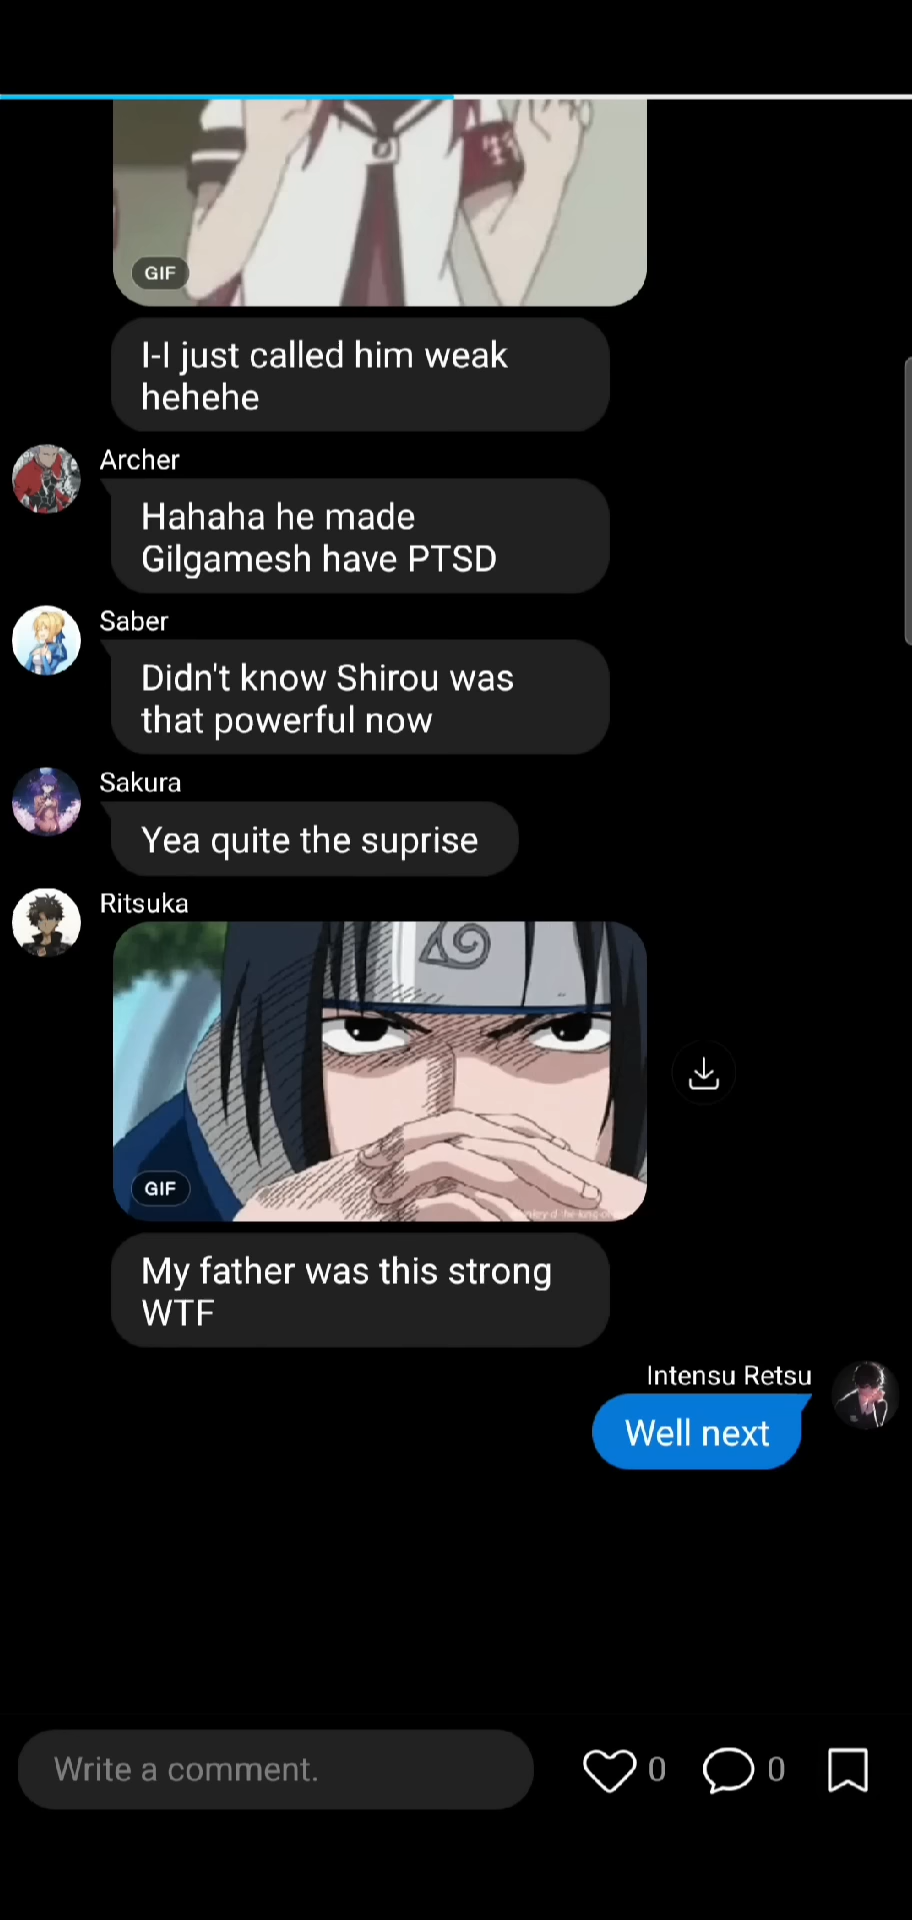 GIF
I-I just called him weak
hehehe
Archer
Hahaha he made
Gilgamesh have PTSD
Saber
Didn't know Shirou was
that powerful now
Sakura
Yea quite the suprise
Ritsuka
GIF
My father was this strong
WTF
Intensu Retsu
Well next
Write a comment.
0
0